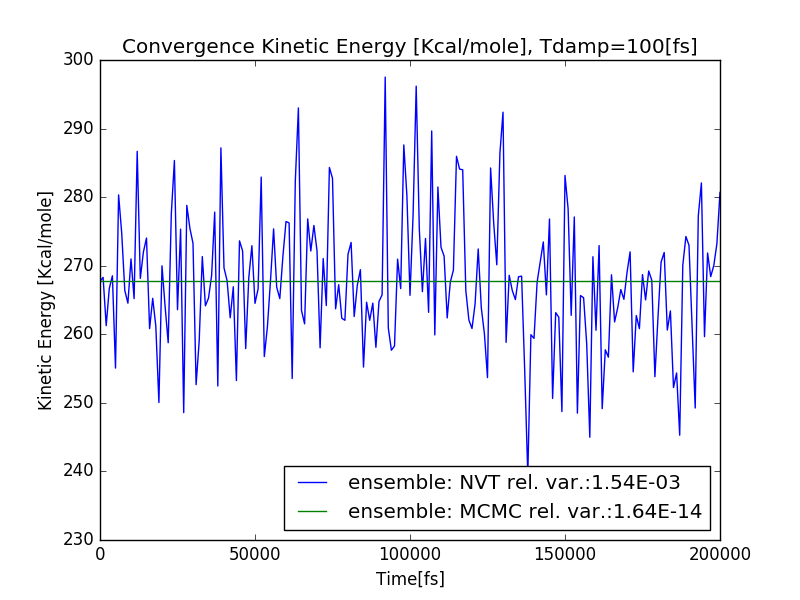 Convergence Kinetic Energy [Kcal/mole], Tdamp=100[fs]
300
290
280
270
260
250
240
230
Kinetic Energy [Kcal/mole]
ensemble: NVT rel. var.:1.54E-03
ensemble: MCMC rel. var.:1.64E-14
0
50000
100000
150000
200000
Time[fs]